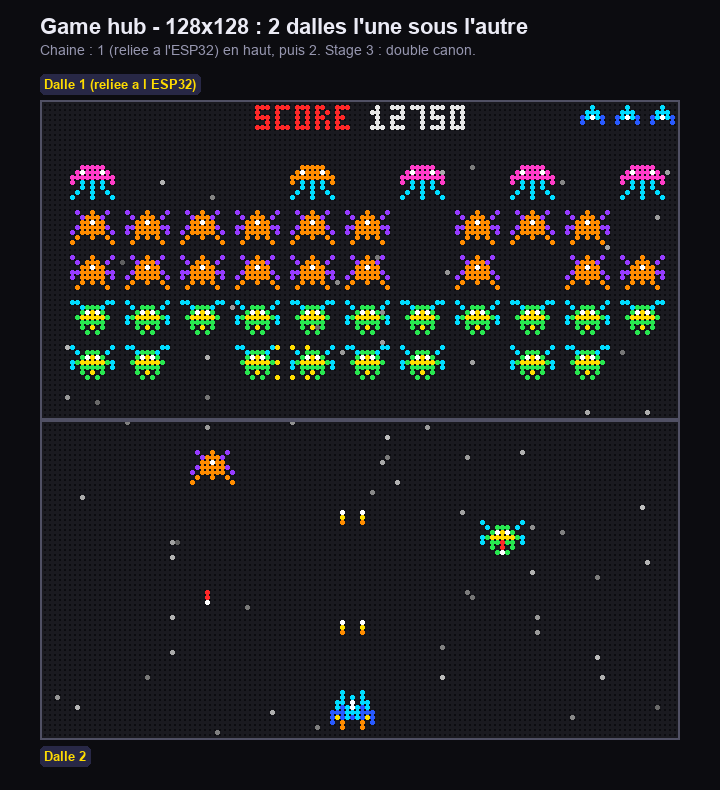 Game hub - 128x128 : 2 dalles l'une sous l'autre
Chaine : 1 (reliee a l'ESP32) en haut, puis 2. Stage 3 : double canon.
Dalle 1 (reliee a l ESP32)
SCORE 12750
Dalle 2